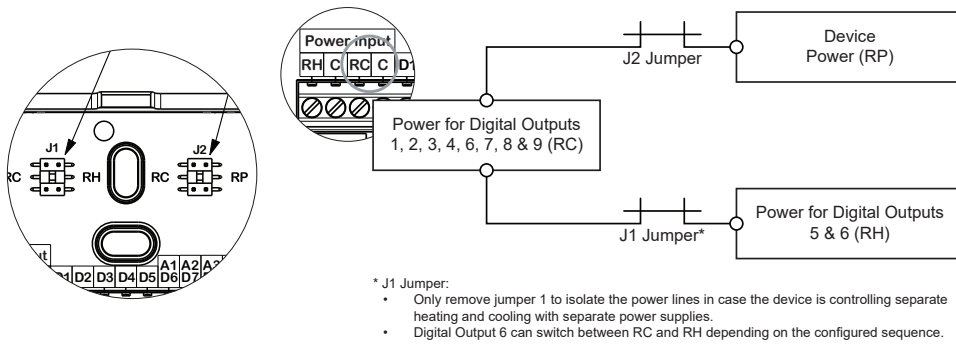 Power input
RH C RC C D1
J1
J2
RC
RH
RC
RP
D1 D2 D3 D4 D5
A1 D6
A2 D7
J2 Jumper
Device
Power (RP)
Power for Digital Outputs
1, 2, 3, 4, 6, 7, 8 & 9 (RC)
J1 Jumper*
Power for Digital Outputs
5 & 6 (RH)
* J1 Jumper:
• Only remove jumper 1 to isolate the power lines in case the device is controlling separate
heating and cooling with separate power supplies.
• Digital Output 6 can switch between RC and RH depending on the configured sequence.